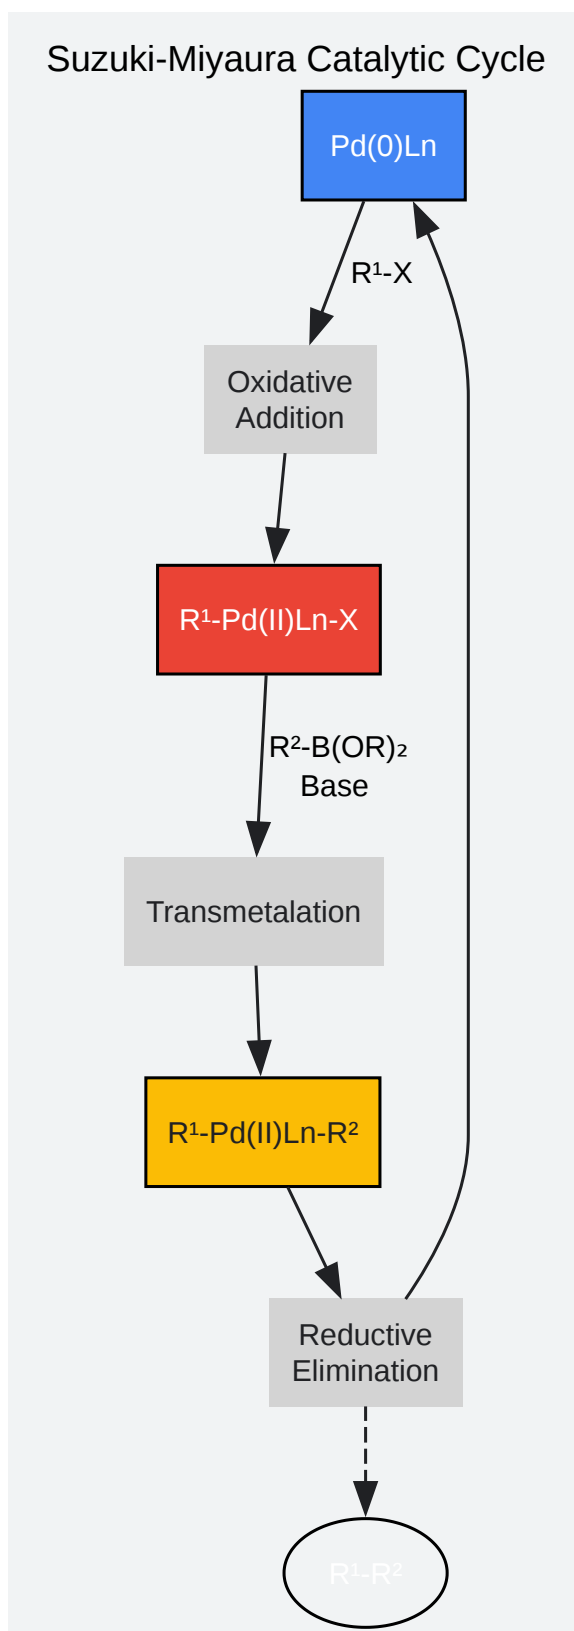 Suzuki-Miyaura Catalytic Cycle
Pd(0)Ln
R¹-X
Oxidative
Addition
R¹-Pd(II)Ln-X
R²-B(OR)₂
Base
Transmetalation
R¹-Pd(II)Ln-R²
Reductive
Elimination
R¹-R²